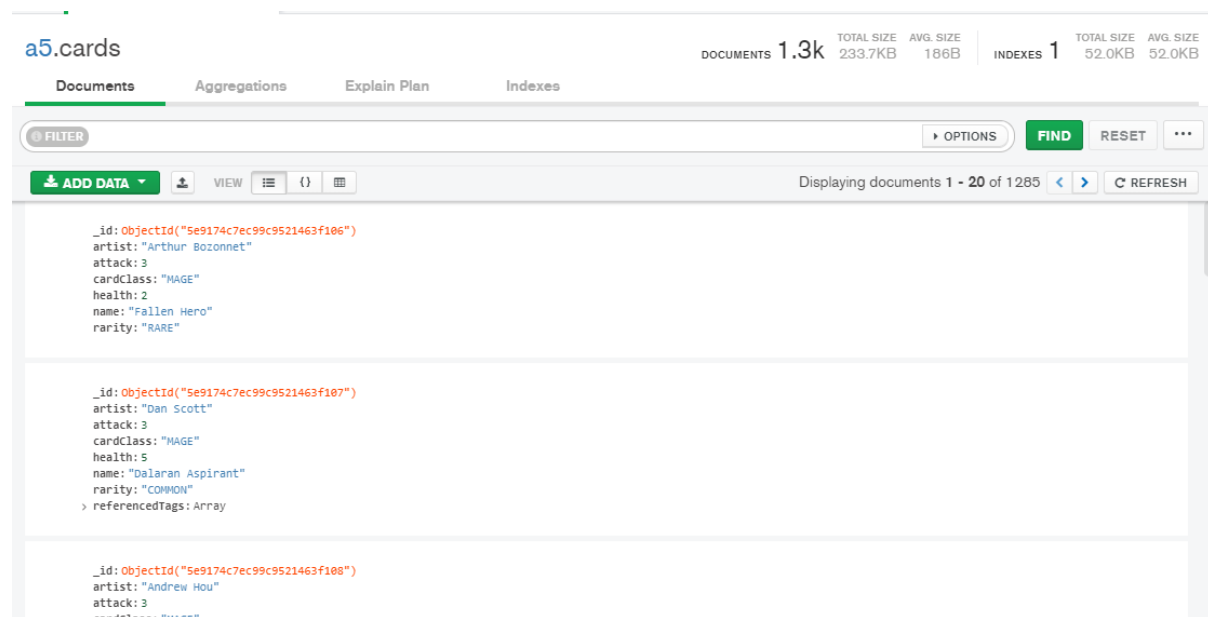 a5.cards
DOCUMENTS 1.3k TOTAL SIZE 233.7KB AVG. SIZE 186B INDEXES 1 TOTAL SIZE 52.0KB AVG. SIZE 52.0KB
Documents Aggregations Explain Plan Indexes
FILTER OPTIONS FIND RESET ...
ADD DATA VIEW {} Displaying documents 1 - 20 of 1285 < > REFRESH
_id: ObjectId("5e9174c7ec99c9521463f106")
artist: "Arthur Bozonnet"
attack: 3
cardClass: "MAGE"
health: 2
name: "Fallen Hero"
rarity: "RARE"
_id: ObjectId("5e9174c7ec99c9521463f107")
artist: "Dan Scott"
attack: 3
cardClass: "MAGE"
health: 5
name: "Dalaran Aspirant"
rarity: "COMMON"
> referencedTags: Array
_id: ObjectId("5e9174c7ec99c9521463f108")
artist: "Andrew Hou"
attack: 3